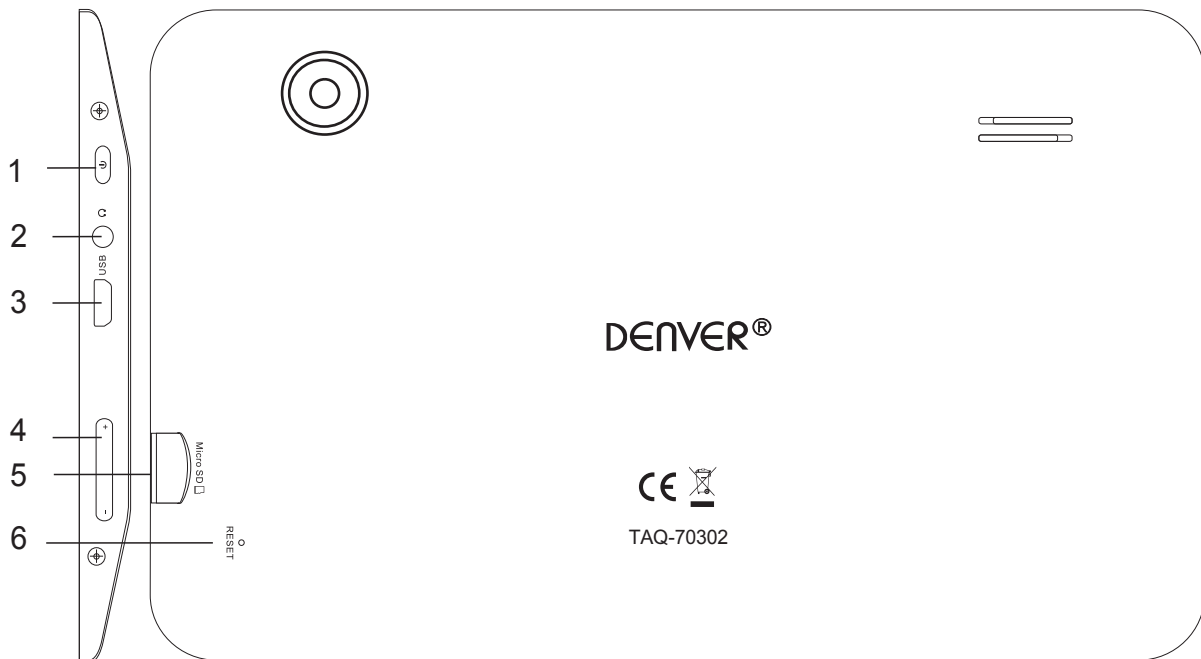 1
2
USB
3
4
+
Micro SD
5
-
6
RESET
DENVER®
CE
TAQ-70302